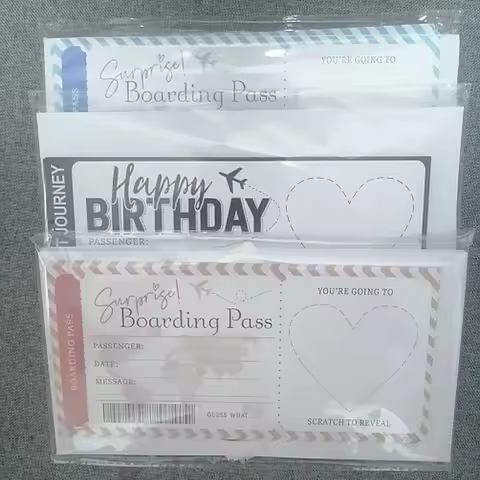 Surprise!
Boarding Pass
YOU'RE GOING TO
PASS
Happy
BIRTHDAY
PASSENGER:
JOURNEY
Surprise!
Boarding Pass
BOARDING PASS
PASSENGER:
DATE:
MESSAGE:
GUESS WHAT...
YOU'RE GOING TO
SCRATCH TO REVEAL